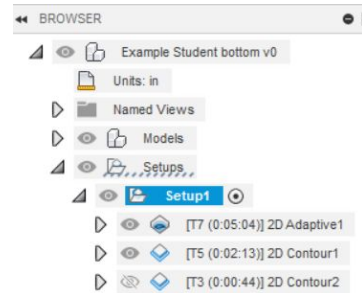 BROWSER
Example Student bottom v0
Units: in
Named Views
Models
Setups
Setup1
[T7 (0:05:04)] 2D Adaptive1
[T5 (0:02:13)] 2D Contour1
[T3 (0:00:44)] 2D Contour2